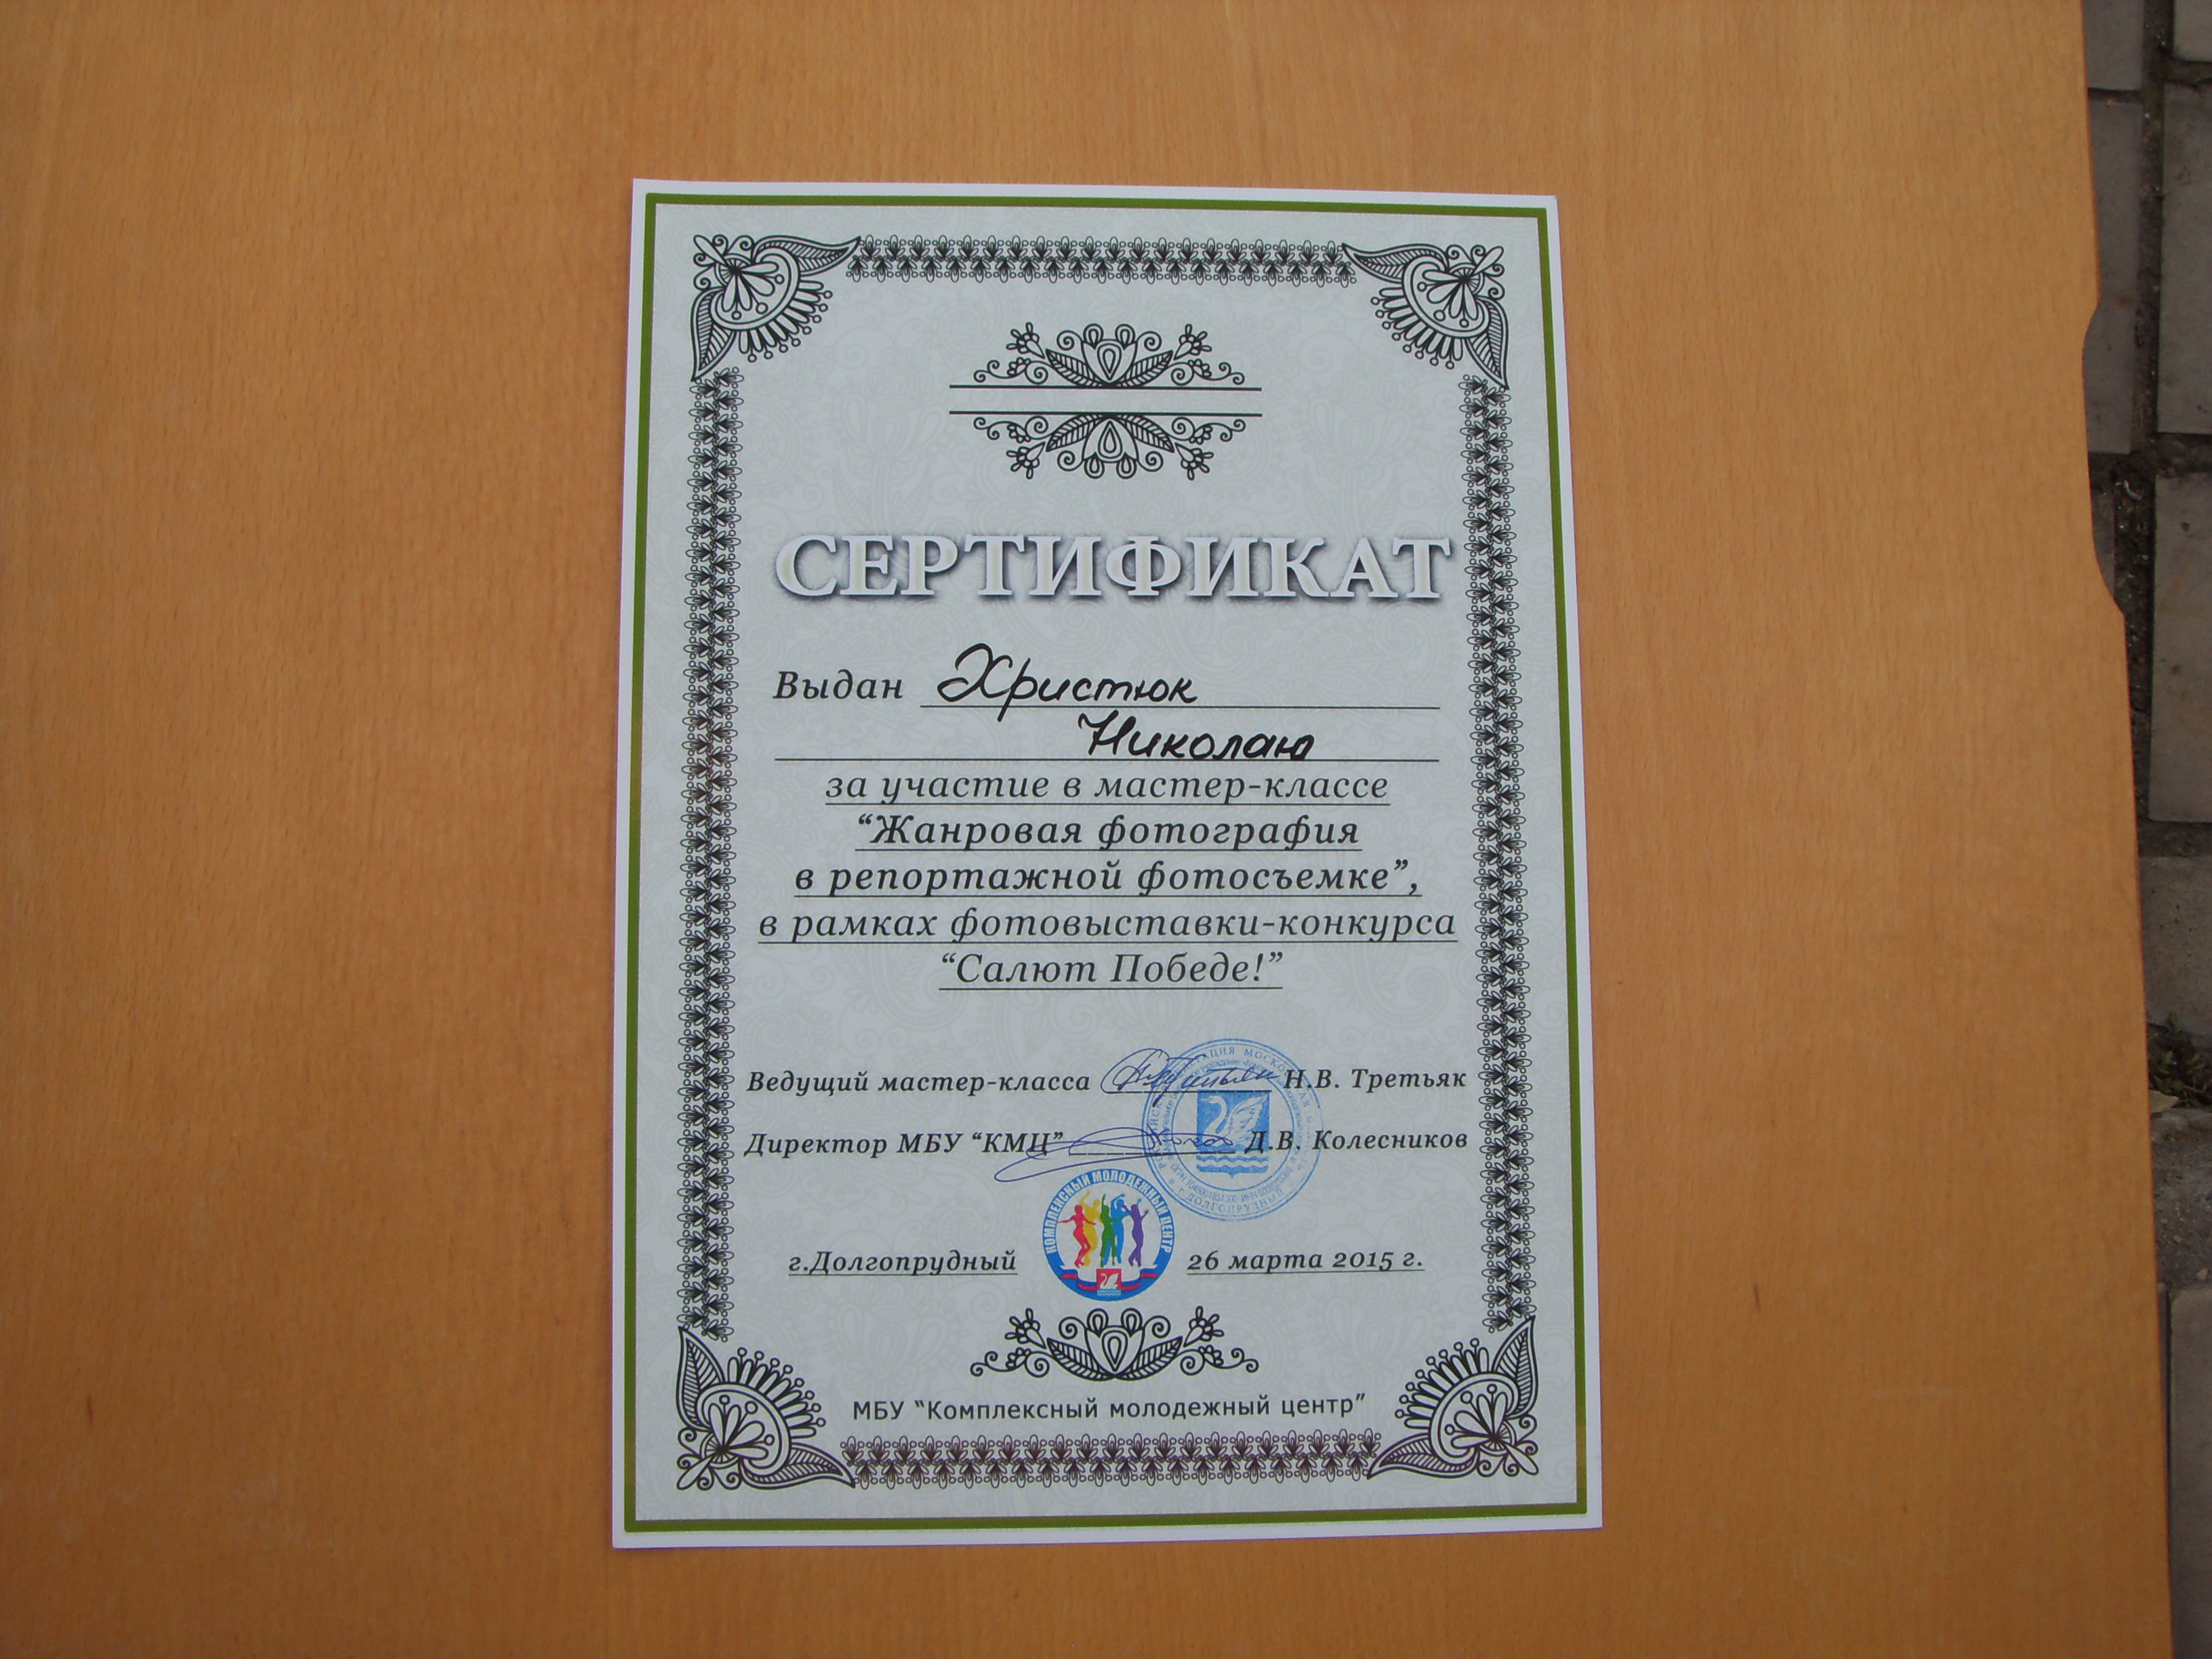 СЕРТИФИКАТ
Выдан Христюк
Николаю
за участие в мастер-классе
“Жанровая фотография
в репортажной фотосъемке”,
в рамках фотовыставки-конкурса
“Салют Победе!”
Ведущий мастер-класса Н.В. Третьяк
Директор МБУ “КМЦ” Д.В. Колесников
КОМПЛЕКСНЫЙ МОЛОДЕЖНЫЙ ЦЕНТР
г.Долгопрудный 26 марта 2015 г.
МБУ “Комплексный молодежный центр”